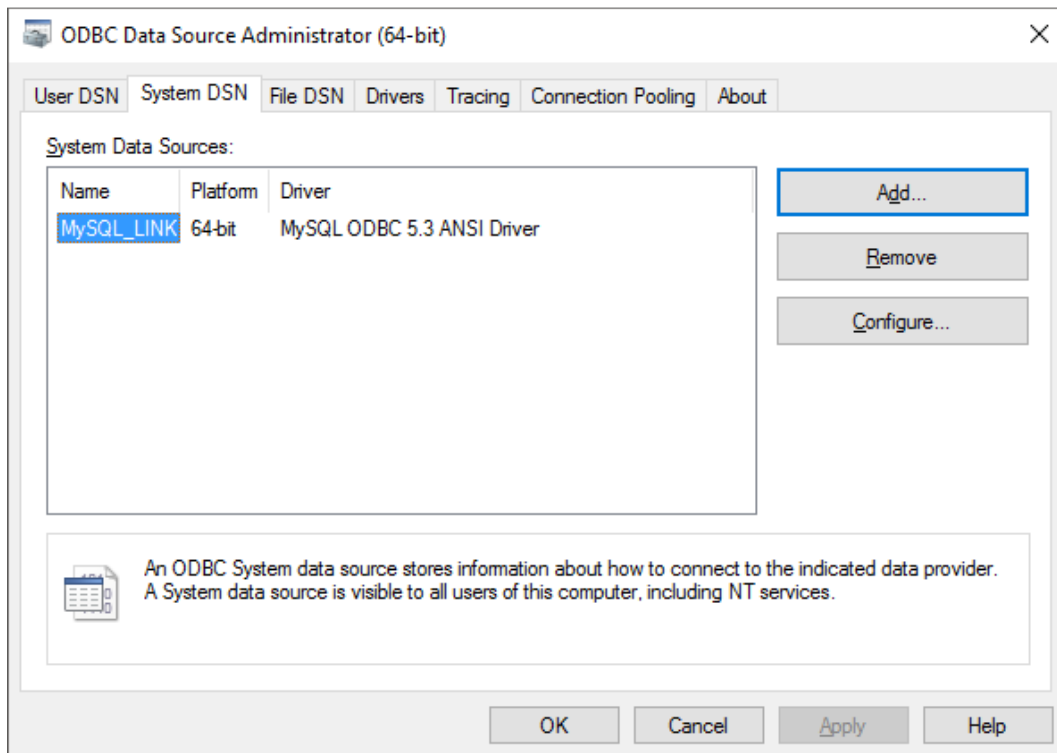 ODBC Data Source Administrator (64-bit)
User DSN System DSN File DSN Drivers Tracing Connection Pooling About
System Data Sources:
Name Platform Driver
MySQL_LINK 64-bit MySQL ODBC 5.3 ANSI Driver
Add...
Remove
Configure...
An ODBC System data source stores information about how to connect to the indicated data provider.
A System data source is visible to all users of this computer, including NT services.
OK Cancel Apply Help